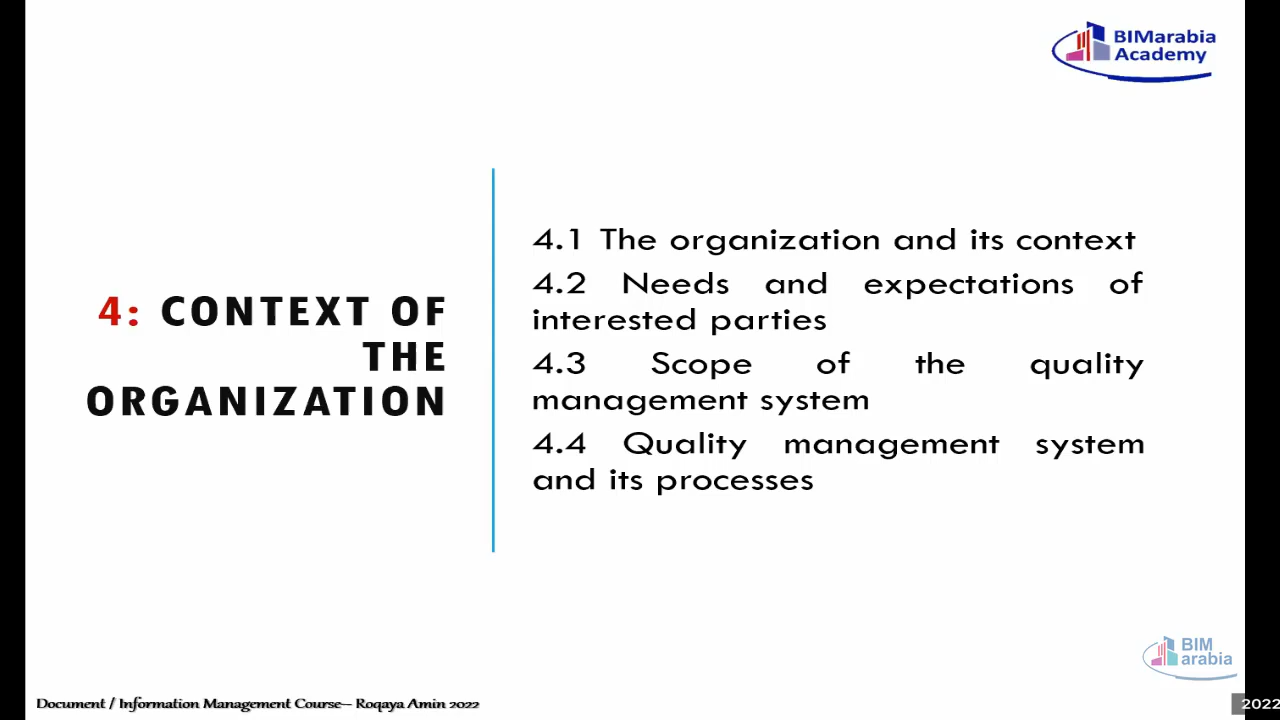 BIMarabia
Academy
4: CONTEXT OF
THE
ORGANIZATION
4.1 The organization and its context
4.2 Needs and expectations of
interested parties
4.3 Scope of the quality
management system
4.4 Quality management system
and its processes
BIM
arabia
Document / Information Management Course-- Roqaya Amin 2022
2022